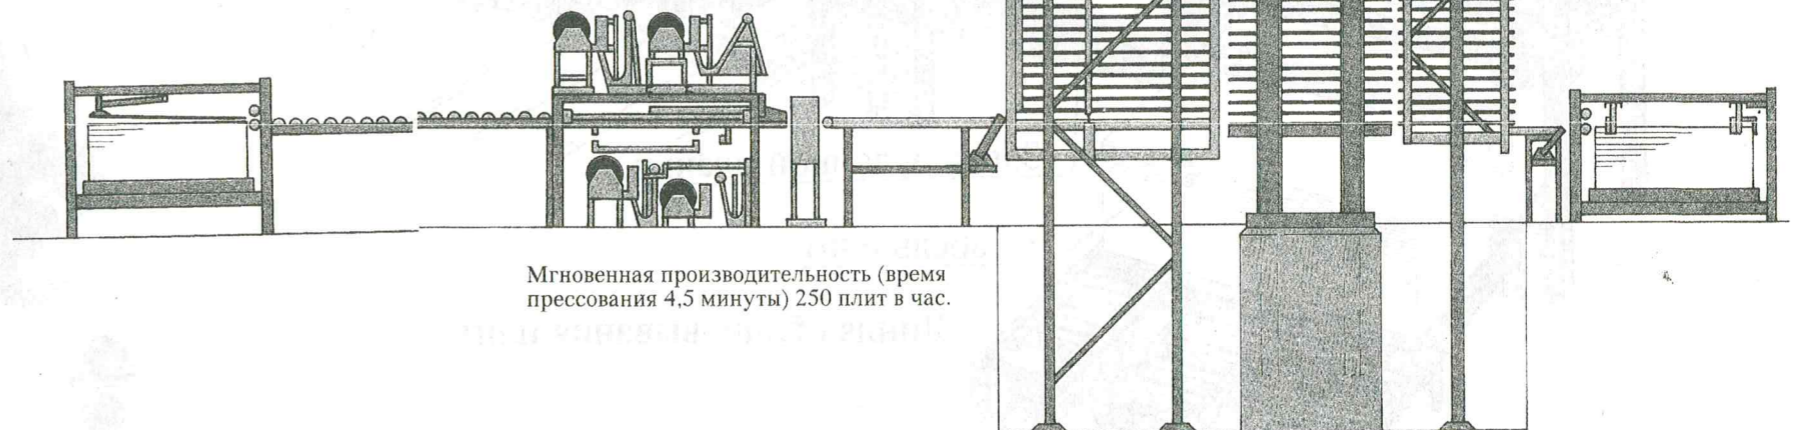 Мгновенная производительность (время
прессования 4,5 минуты) 250 плит в час.